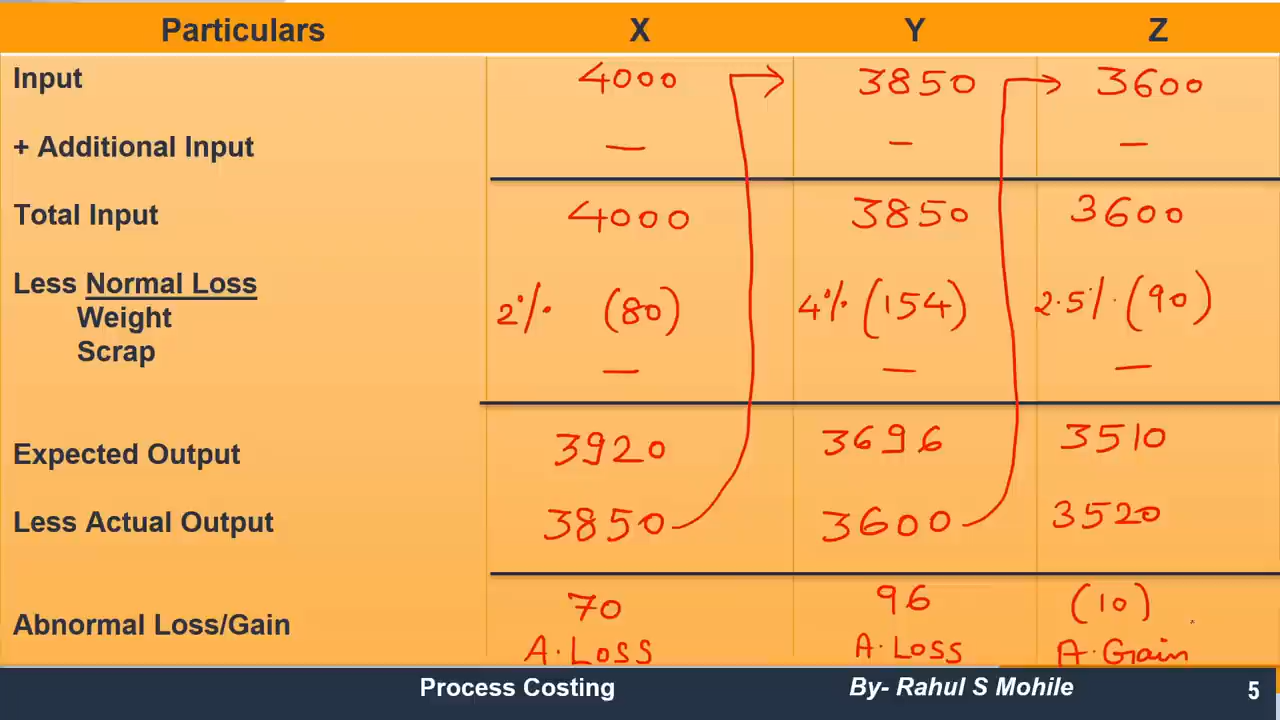 Particulars X Y Z
Input 4000 3850 3600
+ Additional Input — — —
Total Input 4000 3850 3600
Less Normal Loss
Weight 2% (80) 4% (154) 2.5% (90)
Scrap — — —
Expected Output 3920 3696 3510
Less Actual Output 3850 3600 3520
Abnormal Loss/Gain 70 96 (10)
A. Loss A. Loss A. Gain
Process Costing By- Rahul S Mohile 5